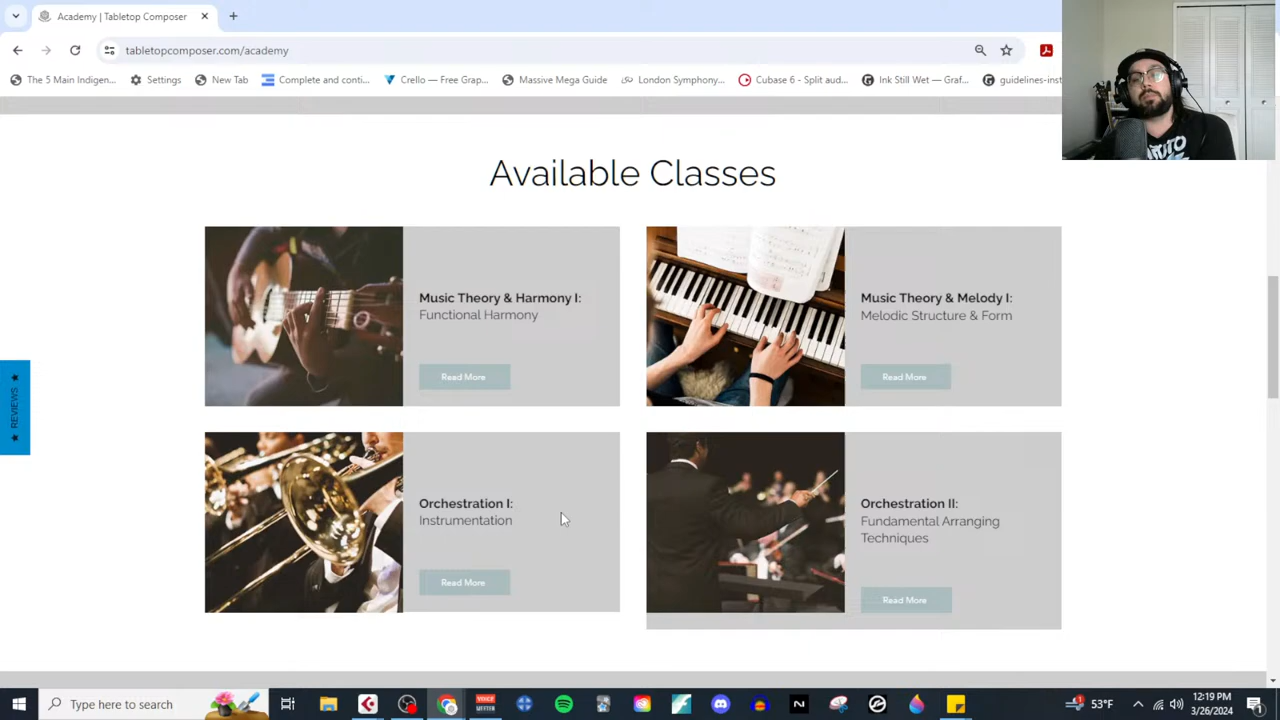 Academy | Tabletop Composer
tabletopcomposer.com/academy
The 5 Main Indigen...
Settings
New Tab
Complete and conti...
Crello — Free Grap...
Massive Mega Guide
London Symphony,...
Cubase 6 - Split aud...
Ink Still Wet — Graf...
guidelines-inst
Available Classes
Music Theory & Harmony I:
Functional Harmony
Read More
Music Theory & Melody I:
Melodic Structure & Form
Read More
★ REVIEWS ★
Orchestration I:
Instrumentation
Read More
Orchestration II:
Fundamental Arranging
Techniques
Read More
Type here to search
VOICE
53°F
12:19 PM
3/26/2024